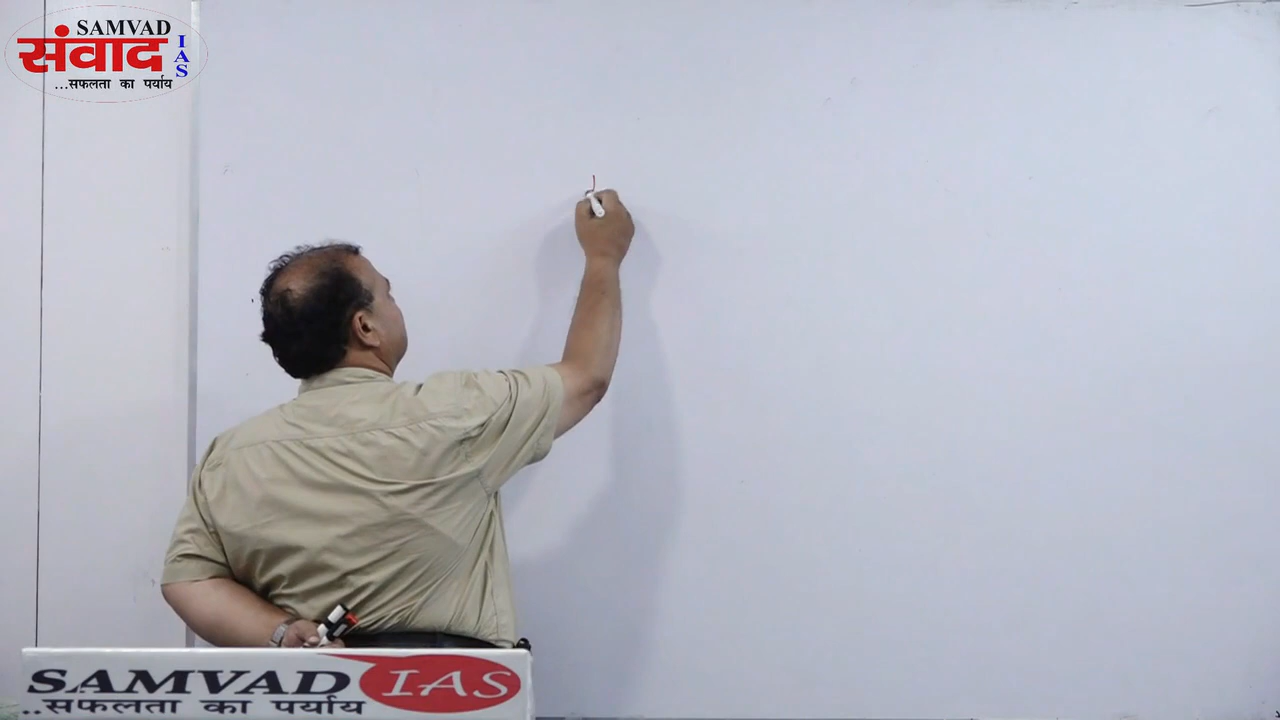 SAMVAD
संवाद
IAS
...सफलता का पर्याय
SAMVAD IAS
..सफलता का पर्याय